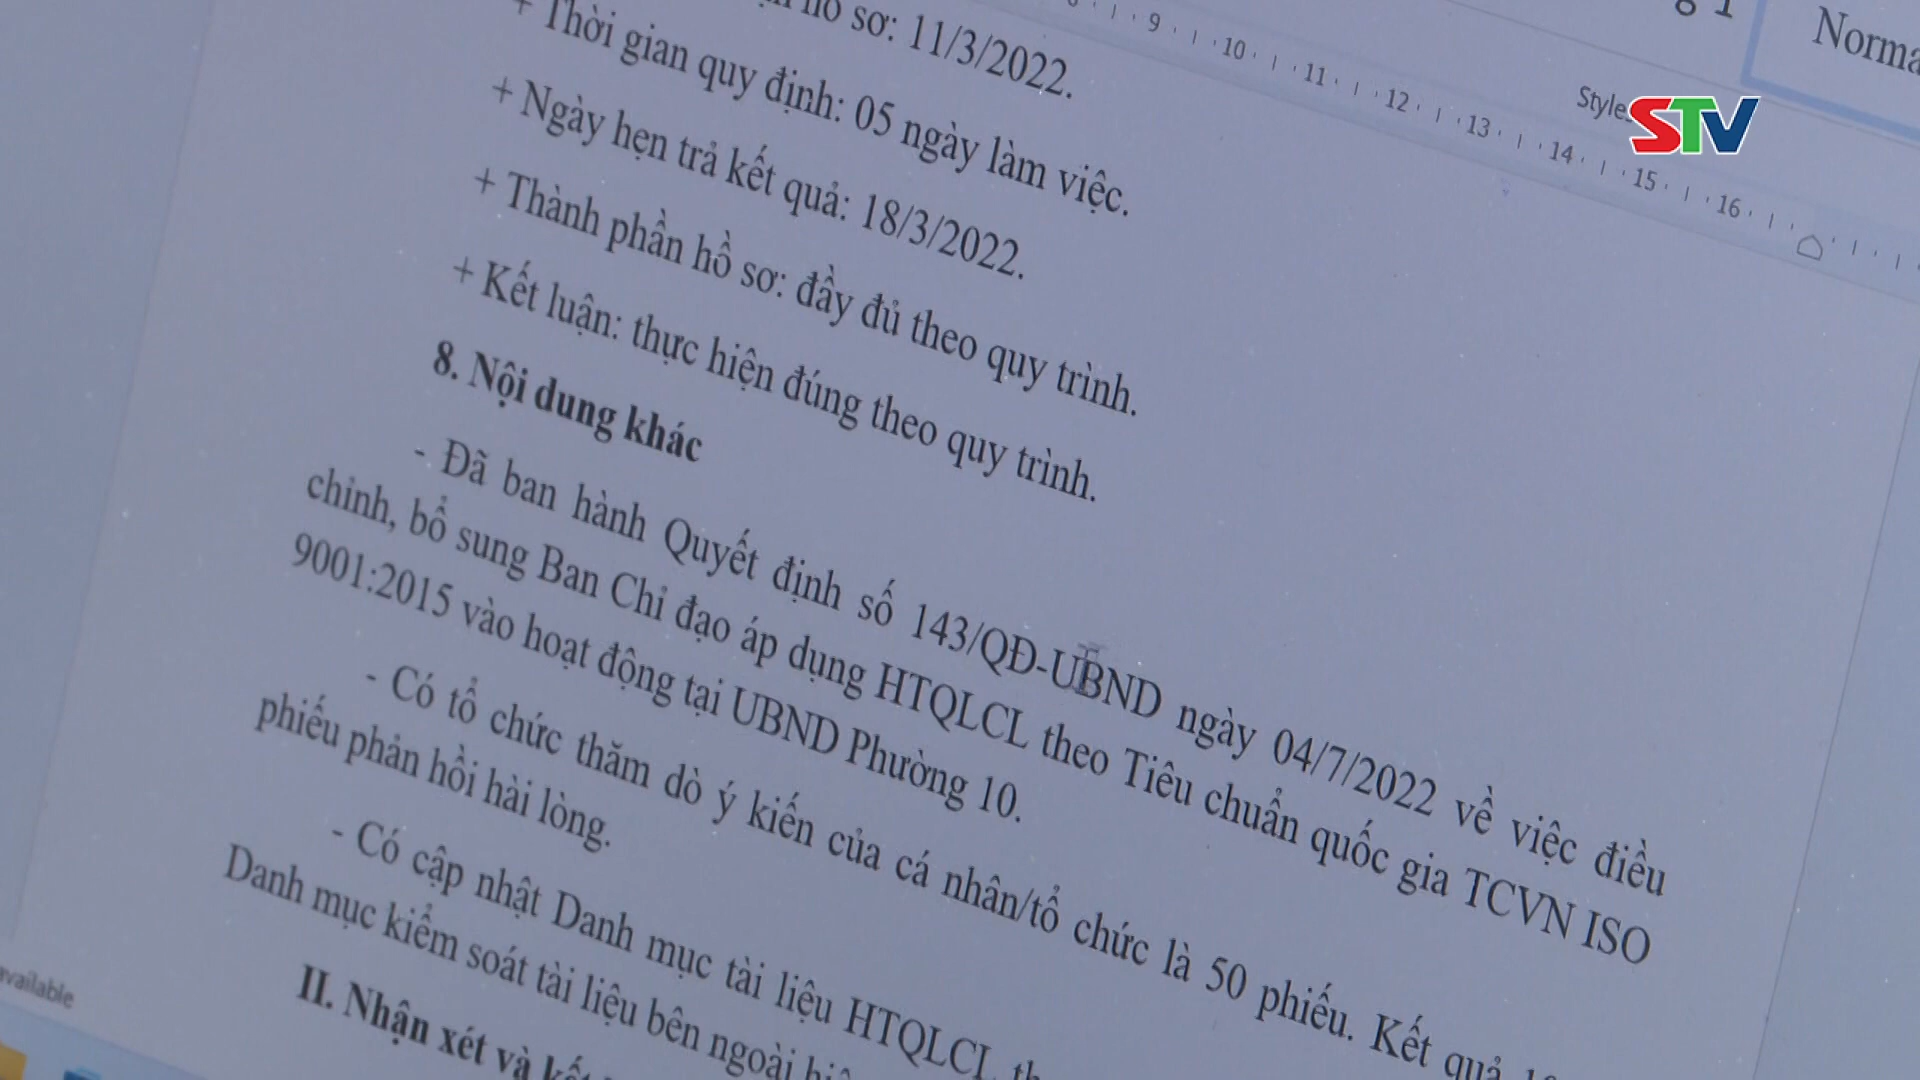 hồ sơ: 11/3/2022.
+ Thời gian quy định: 05 ngày làm việc.
+ Ngày hẹn trả kết quả: 18/3/2022.
+ Thành phần hồ sơ: đầy đủ theo quy trình.
+ Kết luận: thực hiện đúng theo quy trình.
8. Nội dung khác
- Đã ban hành Quyết định số 143/QĐ-UBND ngày 04/7/2022 về việc điều
chỉnh, bổ sung Ban Chỉ đạo áp dụng HTQLCL theo Tiêu chuẩn quốc gia TCVN ISO
9001:2015 vào hoạt động tại UBND Phường 10.
- Có tổ chức thăm dò ý kiến của cá nhân/tổ chức là 50 phiếu. Kết quả
phiếu phản hồi hài lòng.
- Có cập nhật Danh mục tài liệu HTQLCL
Danh mục kiểm soát tài liệu bên ngoài
II. Nhận xét và
9 10 11 12 13 14 15 16
Styles
STV